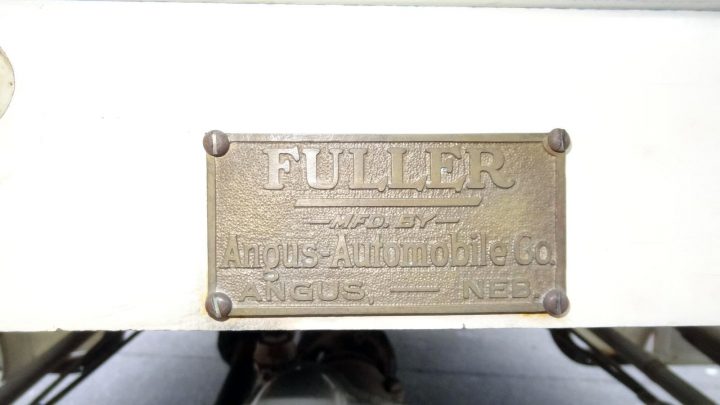 FULLER
—MFD. BY—
Angus-Automobile Co.
ANGUS, — NEB.